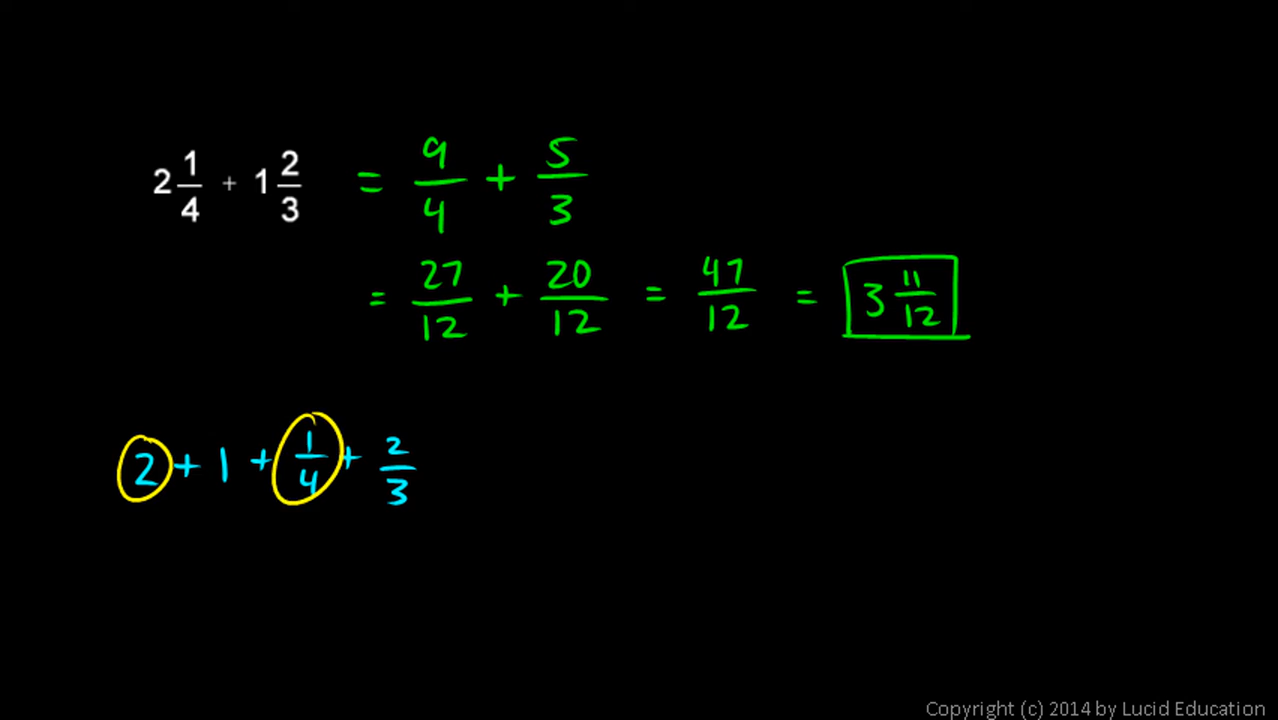 2 1/4 + 1 2/3 = 9/4 + 5/3
= 27/12 + 20/12 = 47/12 = 3 11/12
2 + 1 + 1/4 + 2/3
Copyright (c) 2014 by Lucid Education